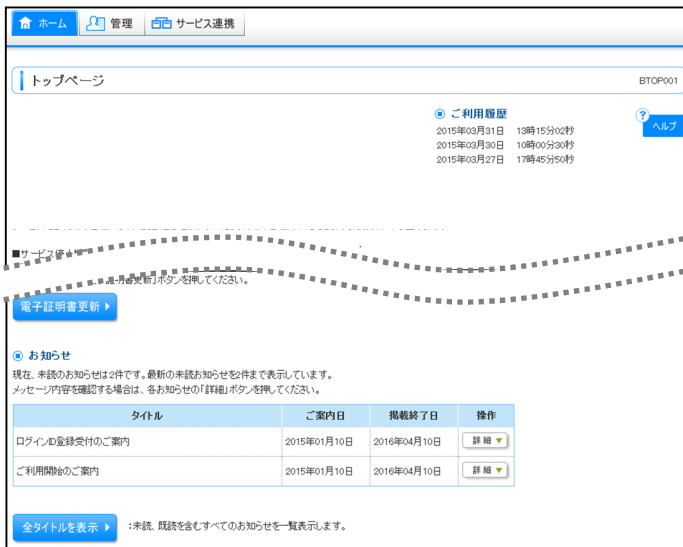 ホーム 管理 サービス連携
トップページ BTOP001
ご利用履歴
? ヘルプ
2015年03月31日 13時15分02秒
2015年03月30日 10時00分30秒
2015年03月27日 17時45分50秒
■サービス停止
明書更新」ボタンを押してください。
電子証明書更新
お知らせ
現在、未読のお知らせは2件です。最新の未読お知らせを2件まで表示しています。
メッセージ内容を確認する場合は、各お知らせの「詳細」ボタンを押してください。
タイトル ご案内日 掲載終了日 操作
ログインID登録受付のご案内 2015年01月10日 2016年04月10日 詳細
ご利用開始のご案内 2015年01月10日 2016年04月10日 詳細
全タイトルを表示 :未読、既読を含むすべてのお知らせを一覧表示します。